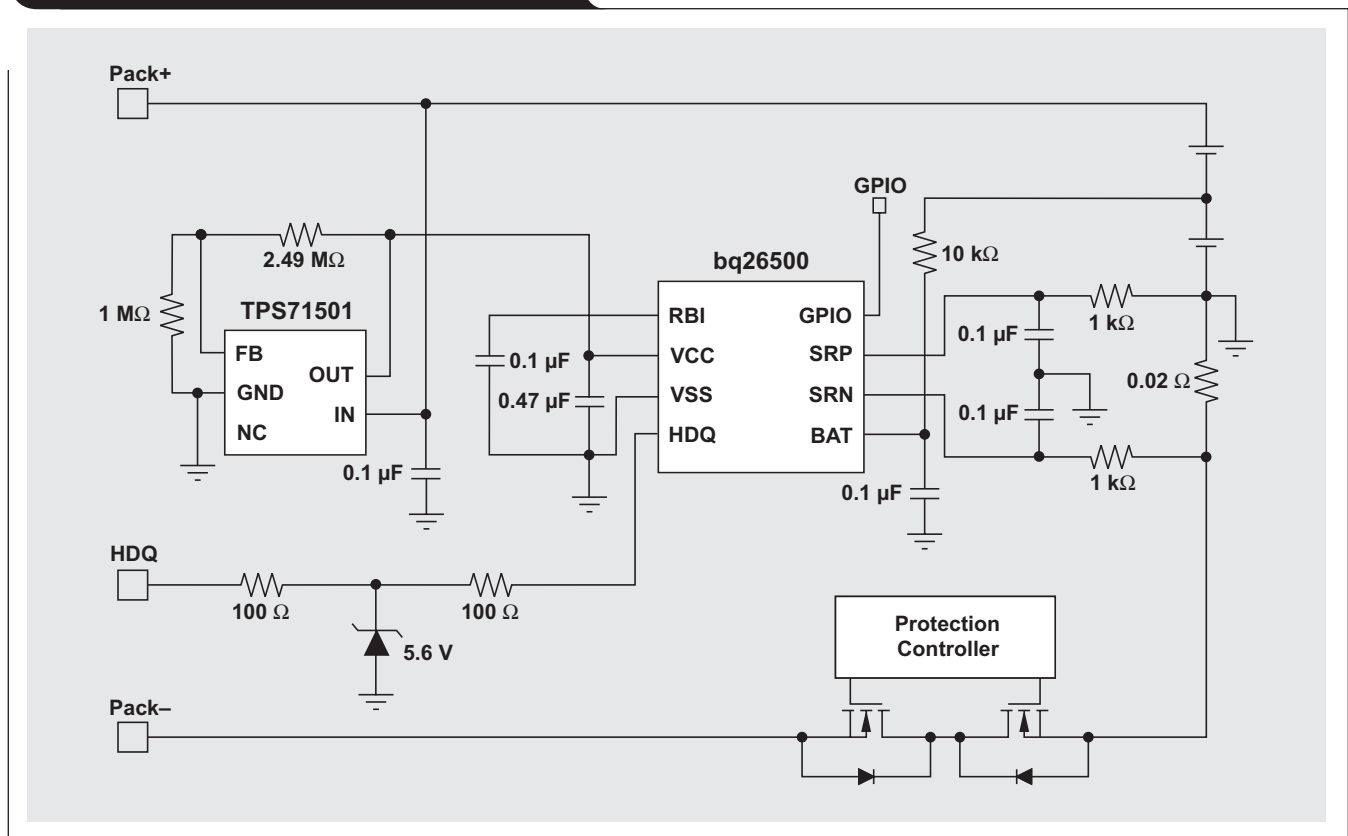 Pack+
GPIO
2.49 MΩ
10 kΩ
bq26500
1 MΩ
TPS71501
FB
GND
NC
OUT
IN
0.1 µF
RBI
VCC
VSS
HDQ
GPIO
SRP
SRN
BAT
0.1 µF
0.47 µF
0.1 µF
1 kΩ
0.1 µF
0.1 µF
1 kΩ
0.02 Ω
HDQ
100 Ω
100 Ω
5.6 V
Protection
Controller
Pack–